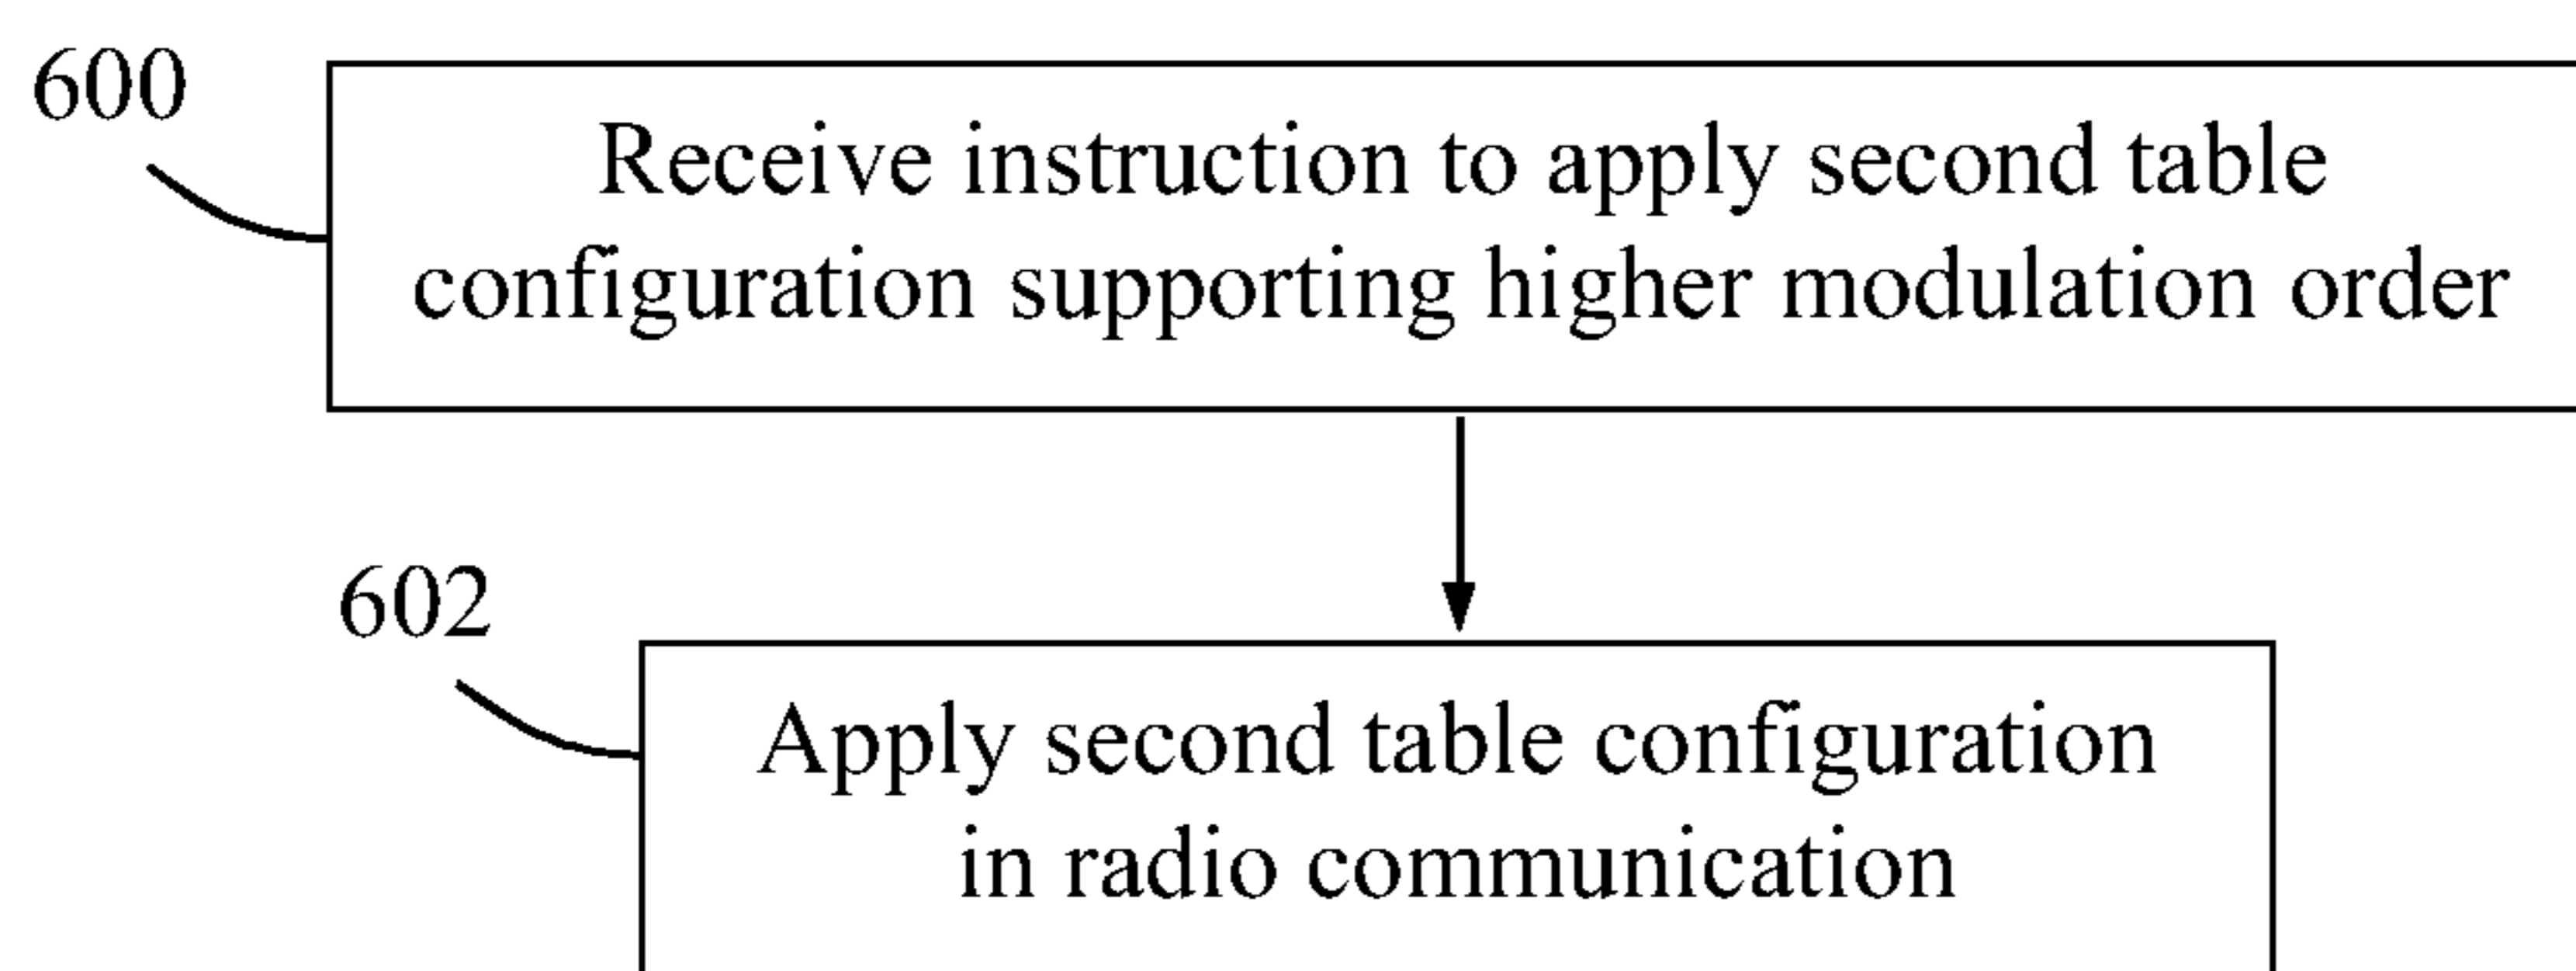 600
Receive instruction to apply second table
configuration supporting higher modulation order
602
Apply second table configuration
in radio communication